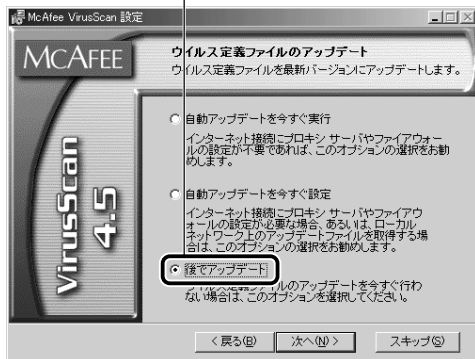 McAfee VirusScan 設定
McAFEE
VirusScan
4.5
ウイルス定義ファイルのアップデート
ウイルス定義ファイルを最新バージョンにアップデートします。
自動アップデートを今すぐ実行
インターネット接続にプロキシ サーバやファイアウォー
ルの設定が不要であれば、このオプションの選択をお勧
めします。
自動アップデートを今すぐ設定
インターネット接続にプロキシ サーバやファイアウ
ォールの設定が必要な場合、あるいは、ローカル
ネットワーク上のアップデートファイルを取得する場
合は、このオプションの選択をお勧めします。
後でアップデート
ウイルス定義ファイルのアップデートを今すぐ行わ
ない場合は、このオプションを選択してください。
< 戻る(B)
次へ(N) >
スキップ(S)